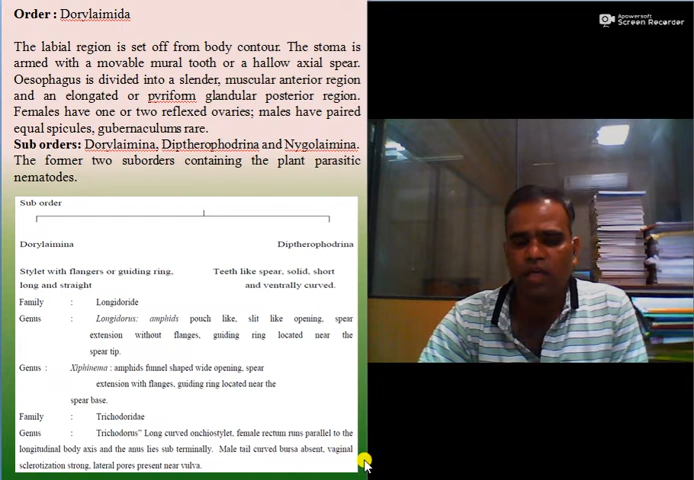 Order : Dorylaimida
The labial region is set off from body contour. The stoma is
armed with a movable mural tooth or a hallow axial spear.
Oesophagus is divided into a slender, muscular anterior region
and an elongated or pyriform glandular posterior region.
Females have one or two reflexed ovaries; males have paired
equal spicules, gubernaculums rare.
Sub orders: Dorylaimina, Diptherophodrina and Nygolaimina.
The former two suborders containing the plant parasitic
nematodes.
Sub order
Dorylaimina Diptherophodrina
Stylet with flangers or guiding ring, Teeth like spear, solid, short
long and straight and ventrally curved.
Family : Longidoride
Genus : Longidorus: amphids pouch like, slit like opening, spear
extension without flanges, guiding ring located near the
spear tip.
Genus : Xiphinema : amphids funnel shaped wide opening, spear
extension with flanges, guiding ring located near the
spear base.
Family : Trichodoridae
Genus : Trichodorus" Long curved onchiostylet, female rectum runs parallel to the
longitudinal body axis and the anus lies sub terminally. Male tail curved bursa absent, vaginal
sclerotization strong, lateral pores present near vulva.
Apowersoft
Screen Recorder